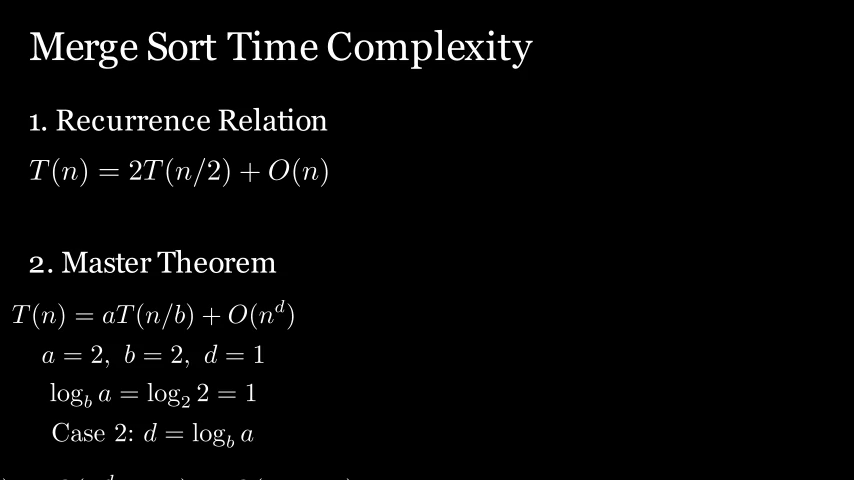 Merge Sort Time Complexity
1. Recurrence Relation
T(n) = 2T(n/2) + O(n)
2. Master Theorem
T(n) = aT(n/b) + O(n^d)
a = 2, b = 2, d = 1
log_b a = log_2 2 = 1
Case 2: d = log_b a